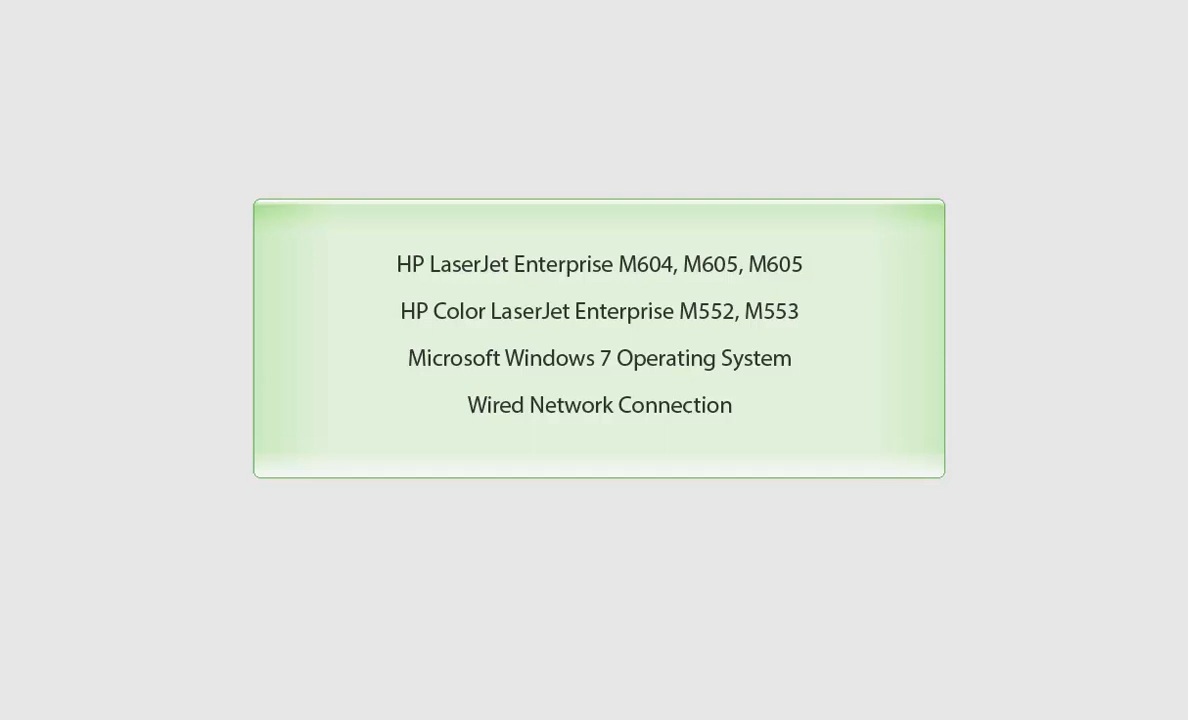 HP LaserJet Enterprise M604, M605, M605
HP Color LaserJet Enterprise M552, M553
Microsoft Windows 7 Operating System
Wired Network Connection